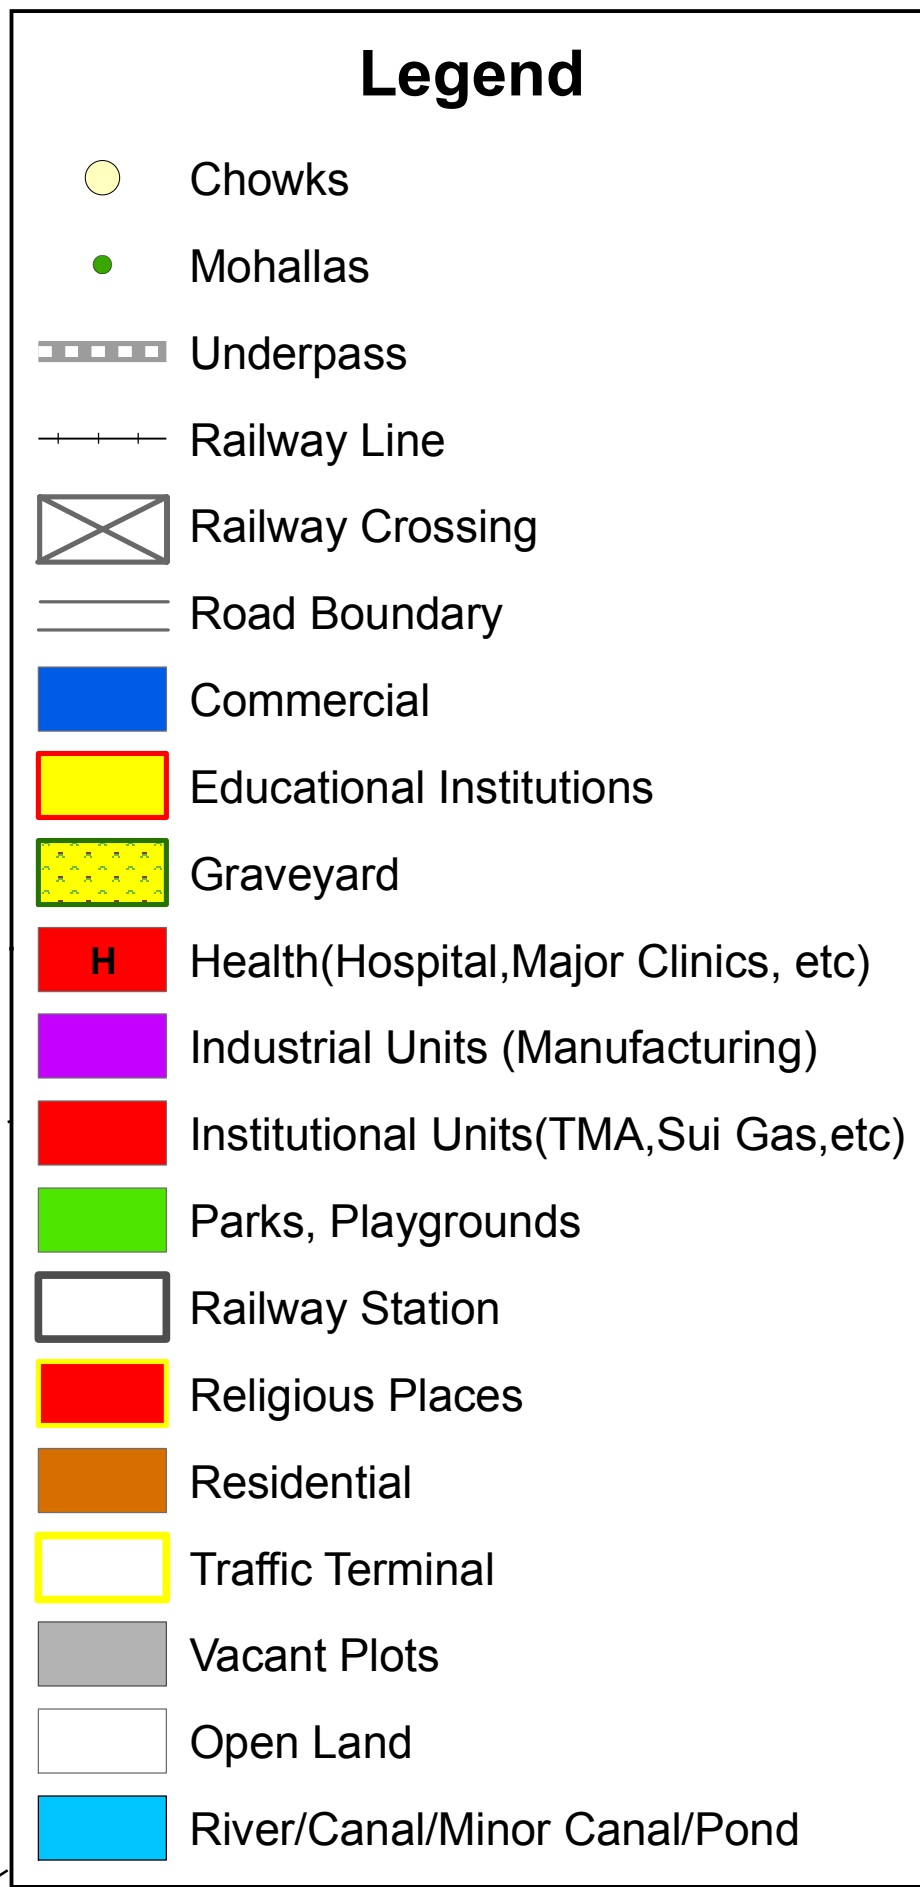 Legend
Chowks
Mohallas
Underpass
Railway Line
Railway Crossing
Road Boundary
Commercial
Educational Institutions
Graveyard
H Health(Hospital,Major Clinics, etc)
Industrial Units (Manufacturing)
Institutional Units(TMA,Sui Gas,etc)
Parks, Playgrounds
Railway Station
Religious Places
Residential
Traffic Terminal
Vacant Plots
Open Land
River/Canal/Minor Canal/Pond